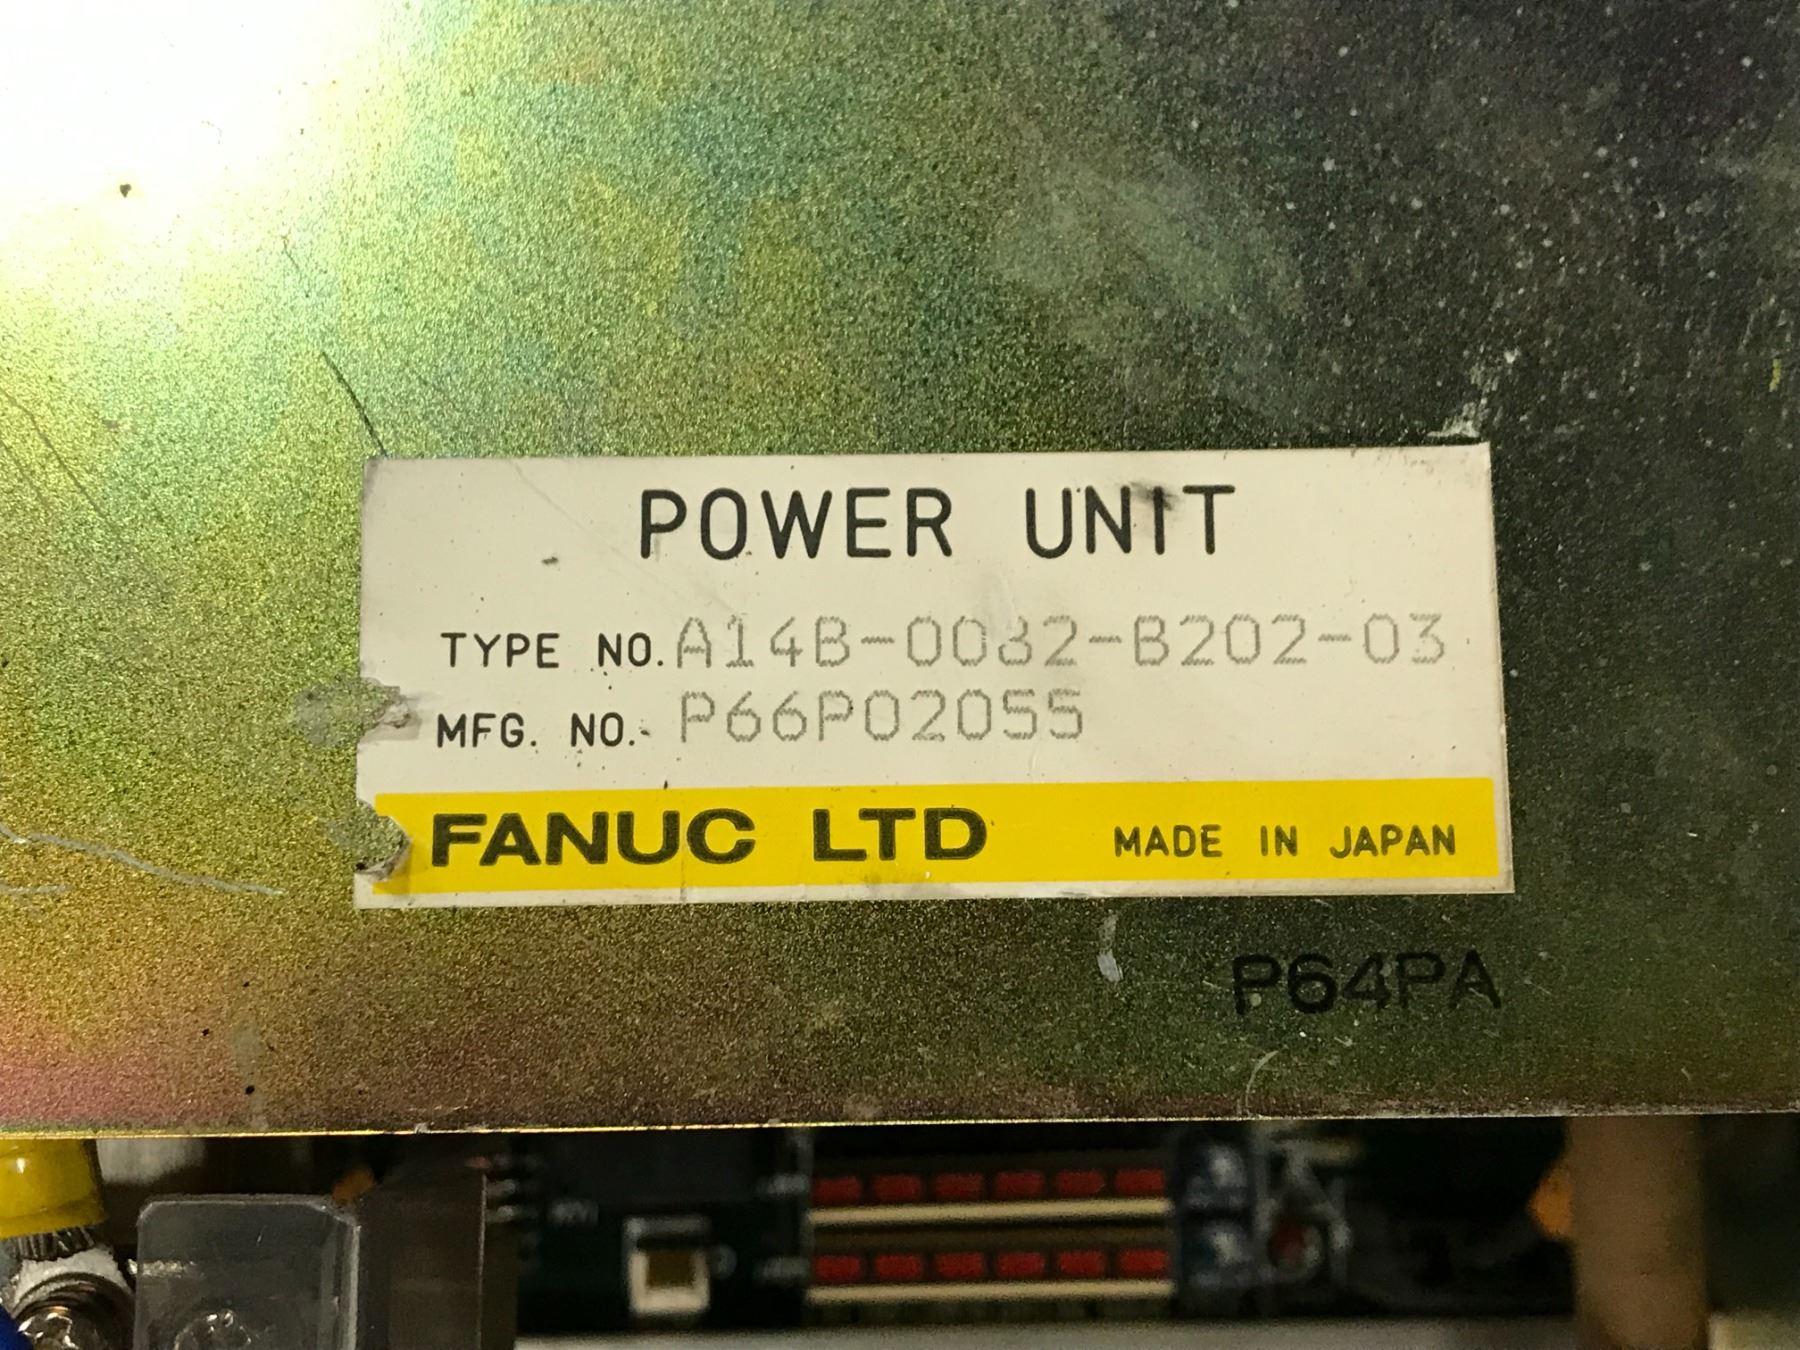 POWER UNIT
TYPE NO. A14B-0082-B202-03
MFG. NO. P66P02055
FANUC LTD MADE IN JAPAN
P64PA